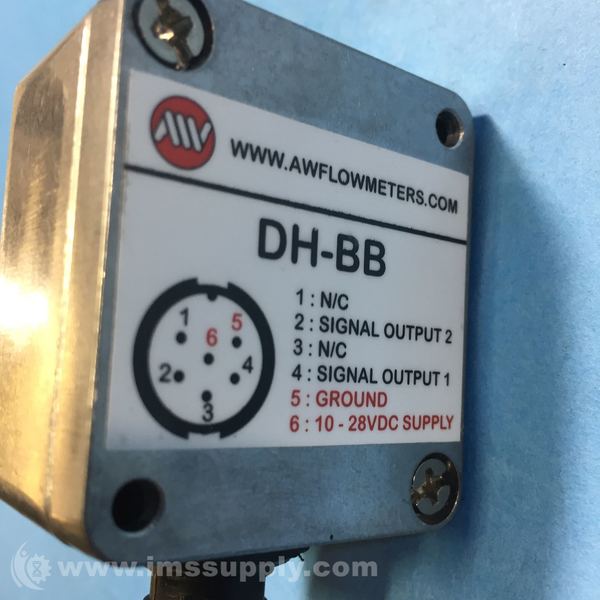 AW
WWW.AWFLOWMETERS.COM
DH-BB
1 5
6
2 4
3
1 : N/C
2 : SIGNAL OUTPUT 2
3 : N/C
4 : SIGNAL OUTPUT 1
5 : GROUND
6 : 10 - 28VDC SUPPLY
www.imssupply.com